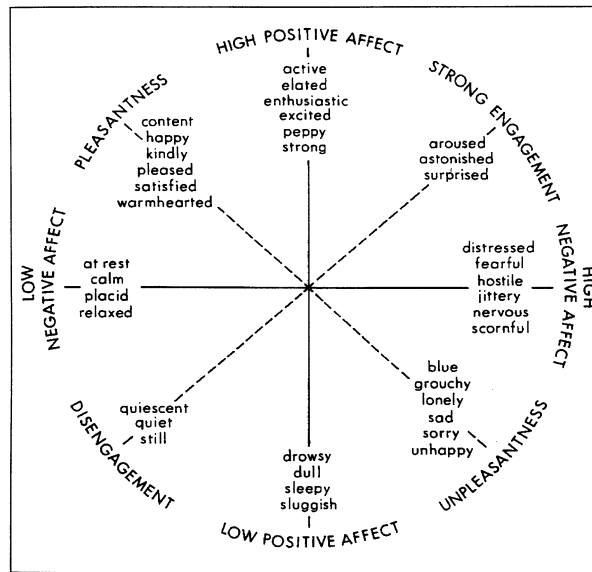 HIGH POSITIVE AFFECT
active
elated
enthusiastic
excited
peppy
strong
STRONG ENGAGEMENT
aroused
astonished
surprised
HIGH
NEGATIVE AFFECT
distressed
fearful
hostile
jittery
nervous
scornful
UNPLEASANTNESS
blue
grouchy
lonely
sad
sorry
unhappy
LOW POSITIVE AFFECT
drowsy
dull
sleepy
sluggish
DISENGAGEMENT
quiescent
quiet
still
LOW
NEGATIVE AFFECT
at rest
calm
placid
relaxed
PLEASANTNESS
content
happy
kindly
pleased
satisfied
warmhearted